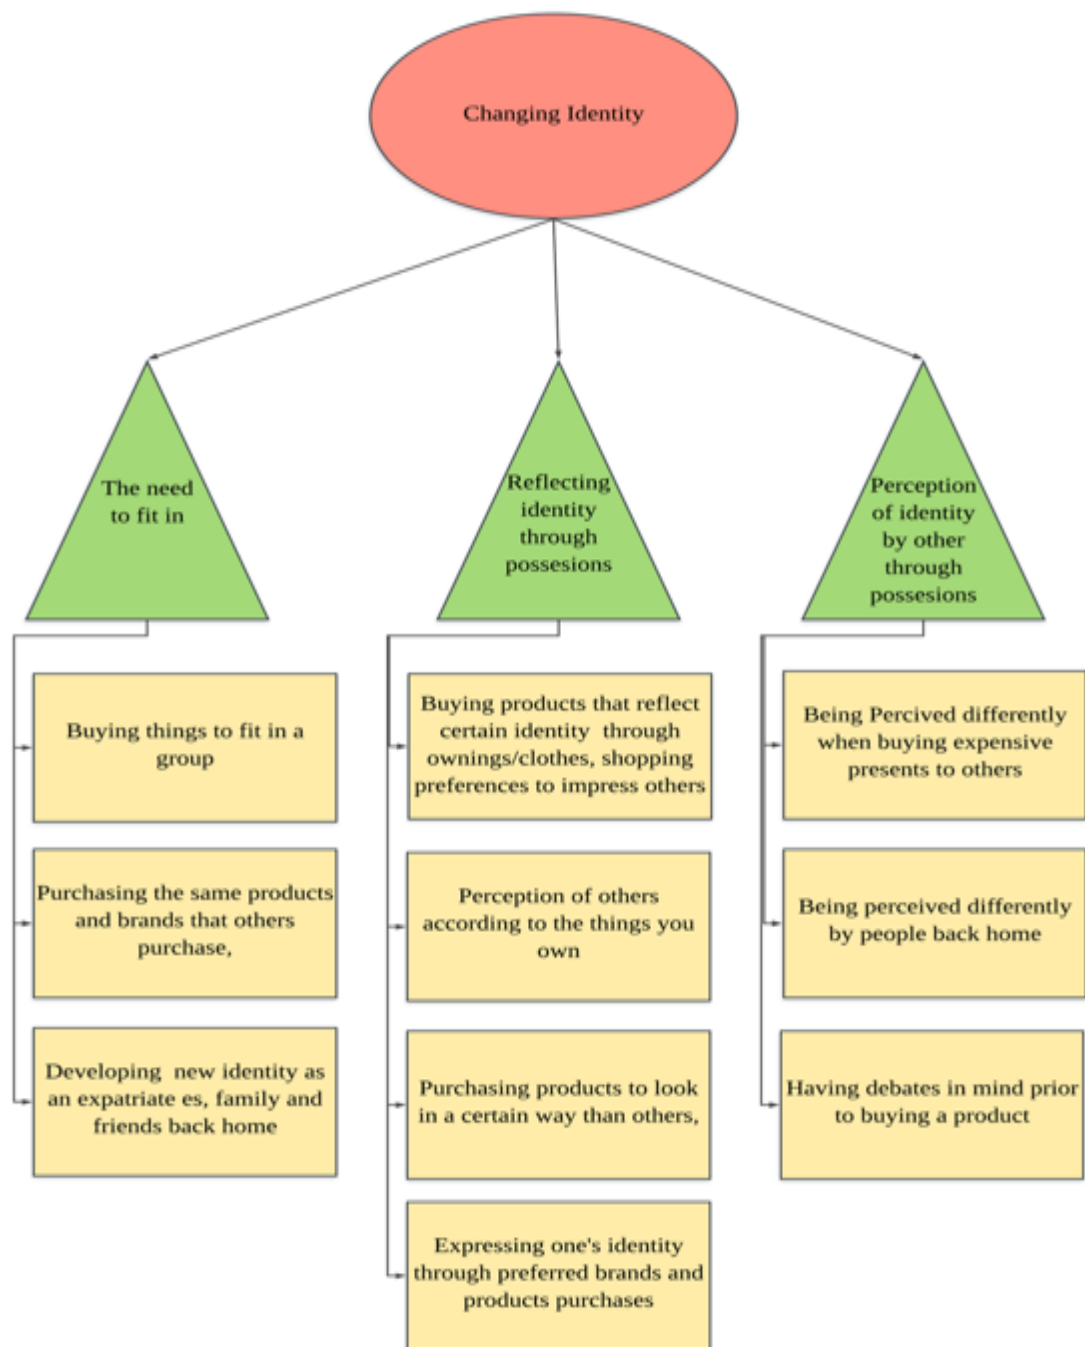 Changing Identity
The need
to fit in
Reflecting
identity
through
possesions
Perception
of identity
by other
through
possesions
Buying things to fit in a
group
Purchasing the same products
and brands that others
purchase,
Developing new identity as
an expatriate es, family and
friends back home
Buying products that reflect
certain identity through
ownings/clothes, shopping
preferences to impress others
Perception of others
according to the things you
own
Purchasing products to look
in a certain way than others,
Expressing one's identity
through preferred brands and
products purchases
Being Percived differently
when buying expensive
presents to others
Being perceived differently
by people back home
Having debates in mind prior
to buying a product